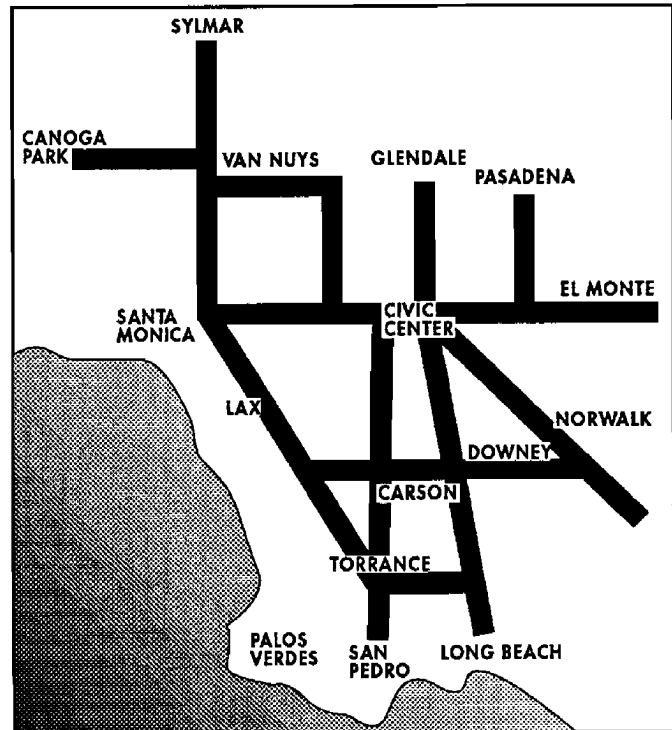 SYLMAR
CANOGA
PARK
VAN NUYS
GLENDALE
PASADENA
EL MONTE
SANTA
MONICA
CIVIC
CENTER
LAX
NORWALK
DOWNEY
CARSON
TORRANCE
PALOS
VERDES
SAN
PEDRO
LONG BEACH